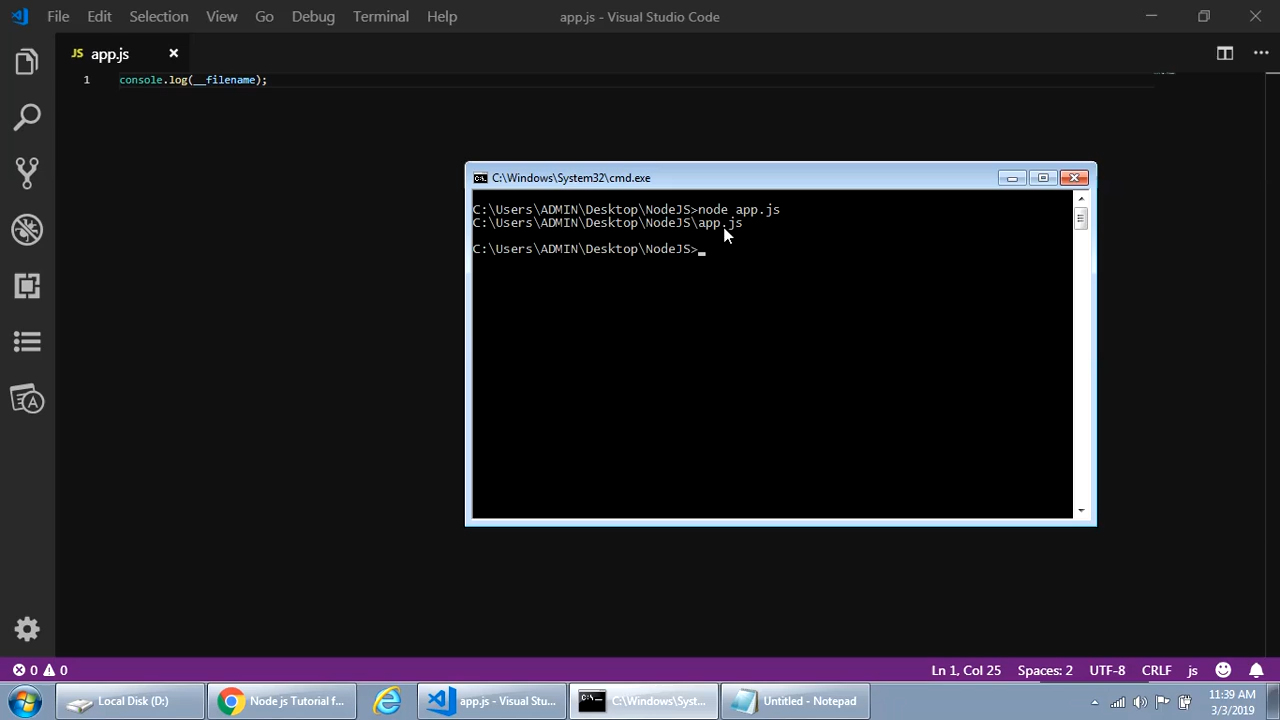 File Edit Selection View Go Debug Terminal Help app.js - Visual Studio Code
JS app.js
1 console.log(__filename);
C:\Windows\System32\cmd.exe
C:\Users\ADMIN\Desktop\NodeJS>node app.js
C:\Users\ADMIN\Desktop\NodeJS\app.js
C:\Users\ADMIN\Desktop\NodeJS>
0 0 Ln 1, Col 25 Spaces: 2 UTF-8 CRLF js
Local Disk (D:) Node js Tutorial f... app.js - Visual Stud... C:\Windows\Syst... Untitled - Notepad 11:39 AM
3/3/2019